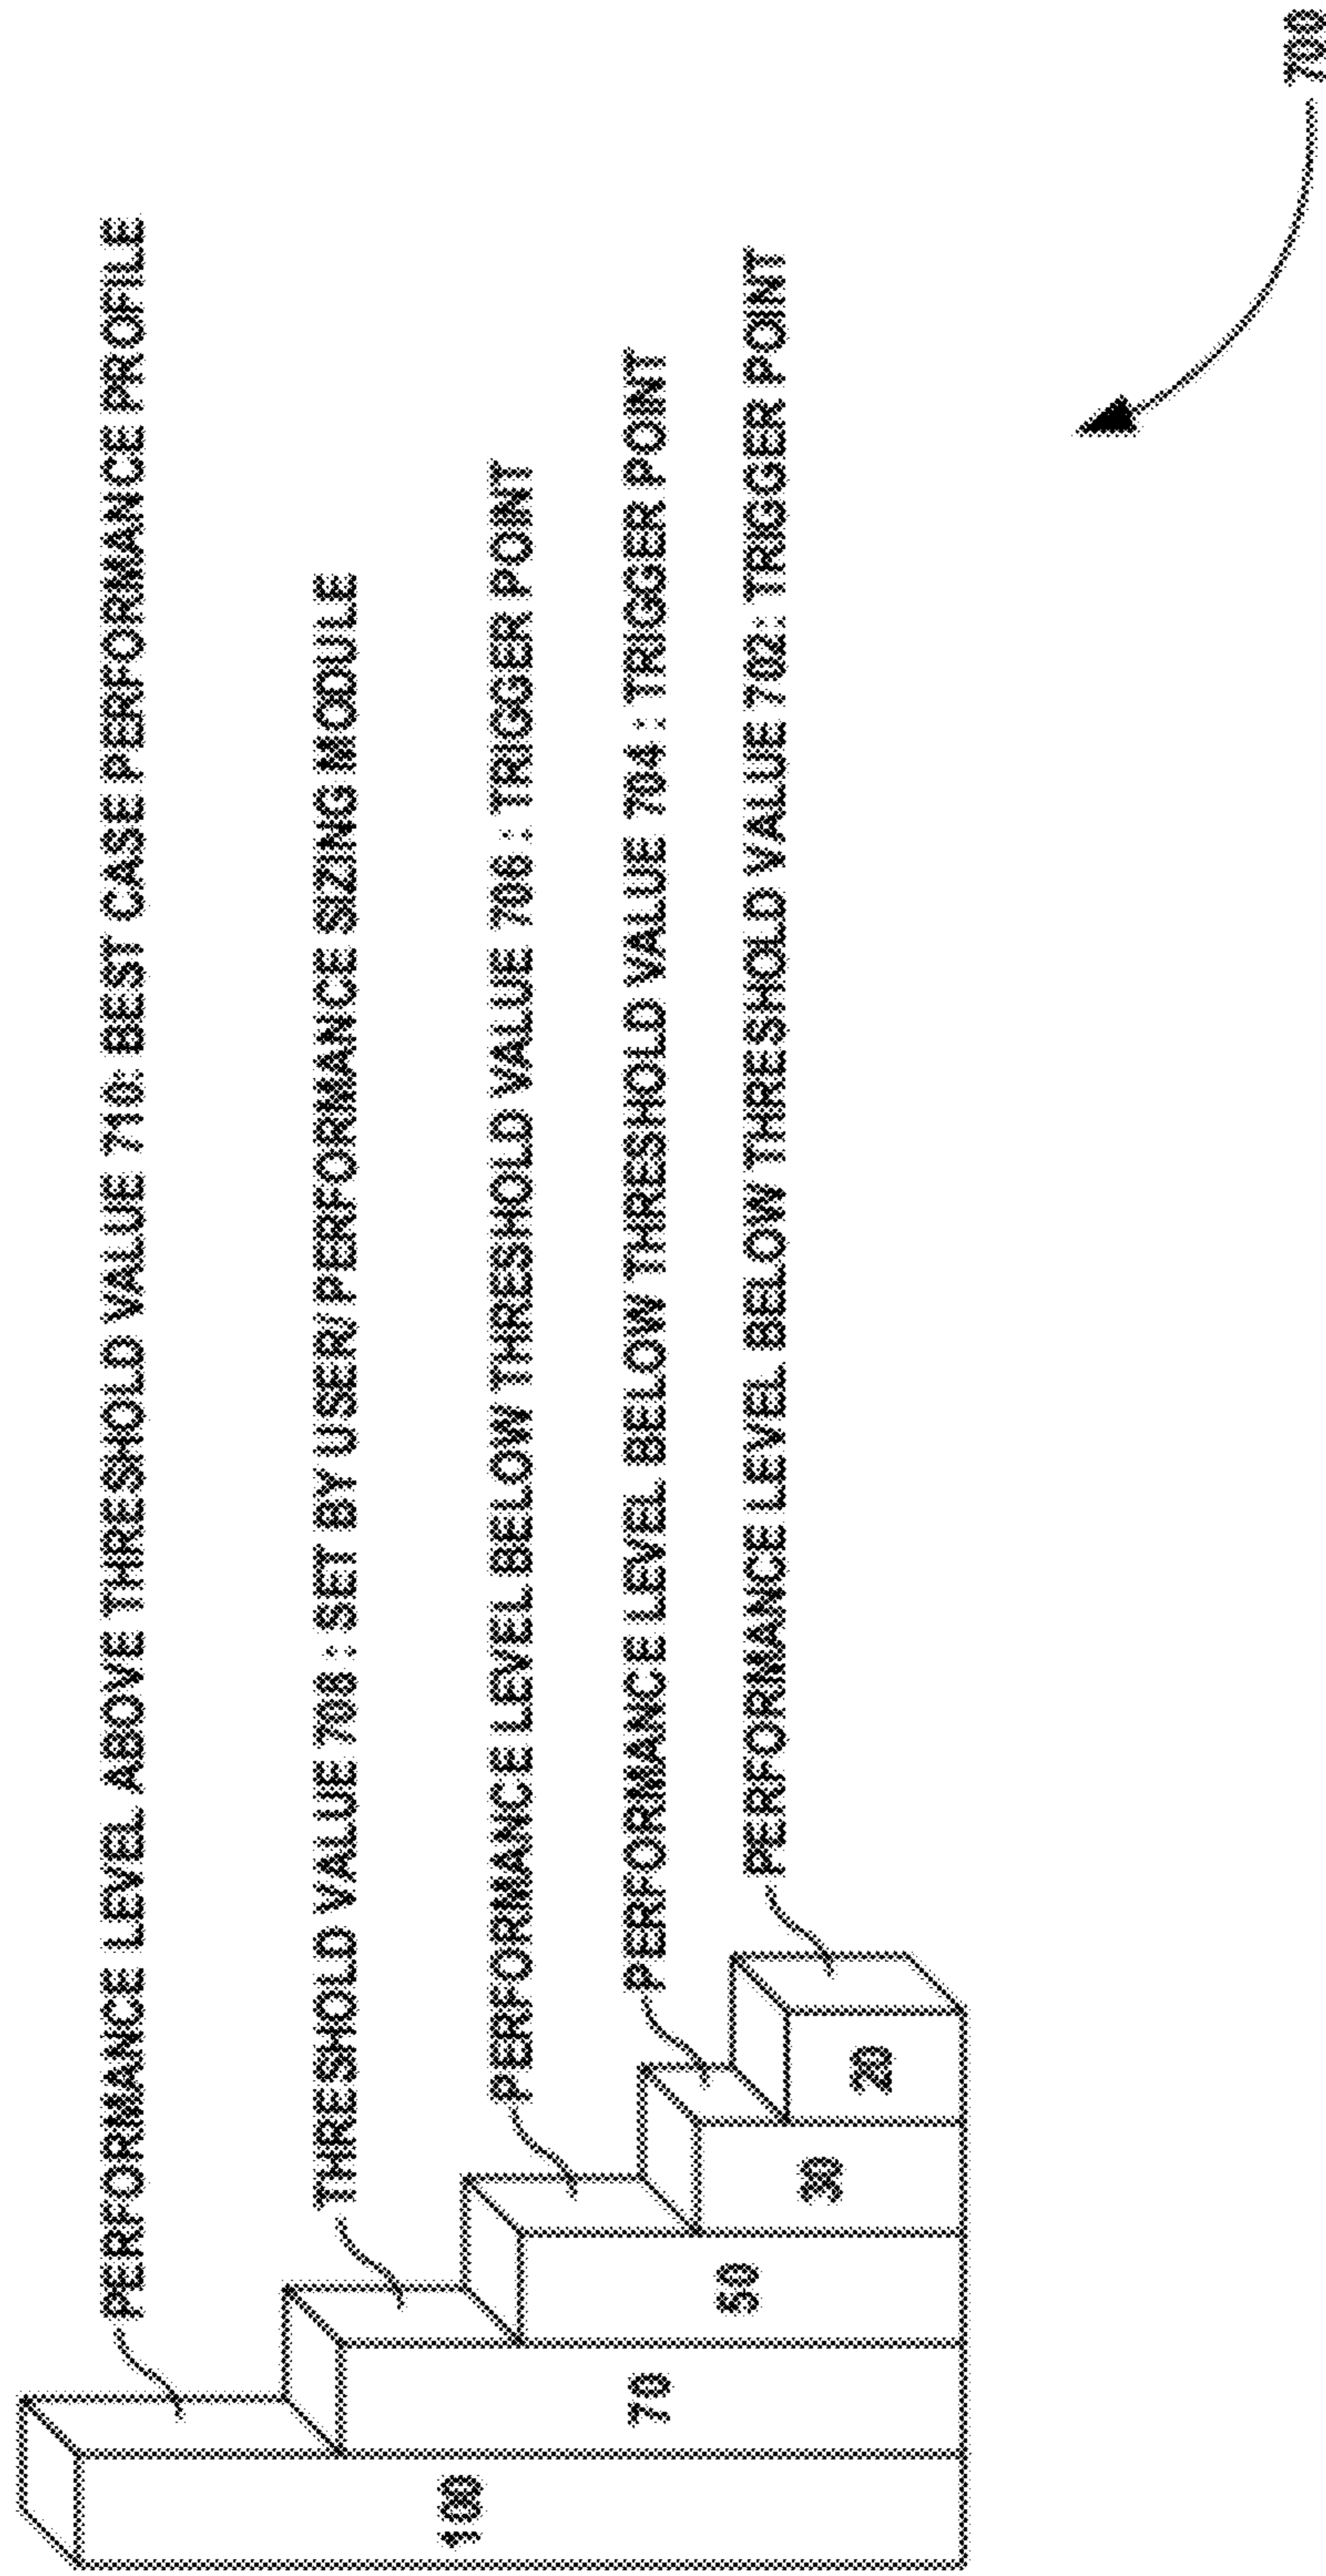 PERFORMANCE LEVEL ABOVE THRESHOLD VALUE 710: BEST CASE PERFORMANCE PROFILE
THRESHOLD VALUE 708 : SET BY USER/ PERFORMANCE SIZING MODULE
PERFORMANCE LEVEL BELOW THRESHOLD VALUE 706 : TRIGGER POINT
PERFORMANCE LEVEL BELOW THRESHOLD VALUE 704 : TRIGGER POINT
PERFORMANCE LEVEL BELOW THRESHOLD VALUE 702 : TRIGGER POINT
100
70
50
30
20
700